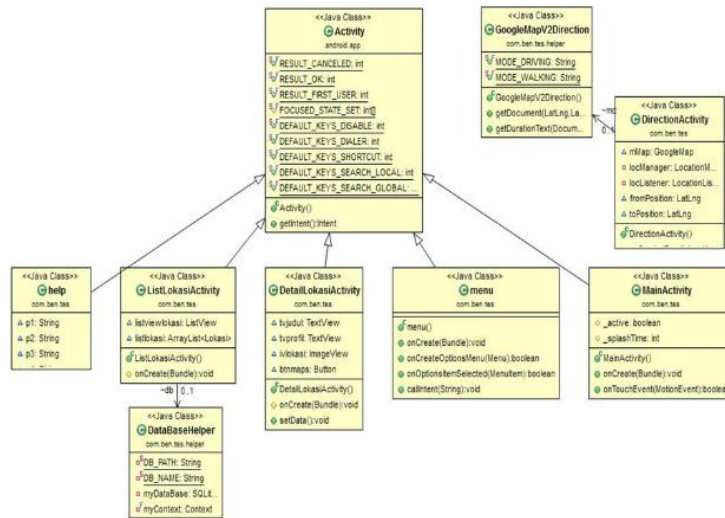 <<Java Class>>
Activity
android.app
RESULT_CANCELED: int
RESULT_OK: int
RESULT_FIRST_USER: int
FOCUSED_STATE_SET: int[]
DEFAULT_KEYS_DISABLE: int
DEFAULT_KEYS_DIALER: int
DEFAULT_KEYS_SHORTCUT: int
DEFAULT_KEYS_SEARCH_LOCAL: int
DEFAULT_KEYS_SEARCH_GLOBAL: ...
Activity()
getIntent():Intent
<<Java Class>>
GoogleMapV2Direction
com.ben.tes.helper
MODE_DRIVING: String
MODE_WALKING: String
GoogleMapV2Direction()
getDocument(LatLng,La...
getDurationText(Docum...
~md
0..1
<<Java Class>>
DirectionActivity
com.ben.tes
mMap: GoogleMap
locManager: LocationM...
locListener: LocationLis...
fromPosition: LatLng
toPosition: LatLng
DirectionActivity()
<<Java Class>>
help
com.ben.tes
p1: String
p2: String
p3: String
<<Java Class>>
ListLokasiActivity
com.ben.tes
listviewlokasi: ListView
listlokasi: ArrayList<Lokasi>
ListLokasiActivity()
onCreate(Bundle):void
~db 0..1
<<Java Class>>
DataBaseHelper
com.ben.tes.helper
DB_PATH: String
DB_NAME: String
myDataBase: SQLit...
myContext: Context
<<Java Class>>
DetailLokasiActivity
com.ben.tes
tvjudul: TextView
tvprofil: TextView
ivlokasi: ImageView
btnmaps: Button
DetailLokasiActivity()
onCreate(Bundle):void
setData():void
<<Java Class>>
menu
com.ben.tes
menu()
onCreate(Bundle):void
onCreateOptionsMenu(Menu):boolean
onOptionsItemSelected(MenuItem):boolean
callIntent(String):void
<<Java Class>>
MainActivity
com.ben.tes
_active: boolean
_splashTime: int
MainActivity()
onCreate(Bundle):void
onTouchEvent(MotionEvent):boolean